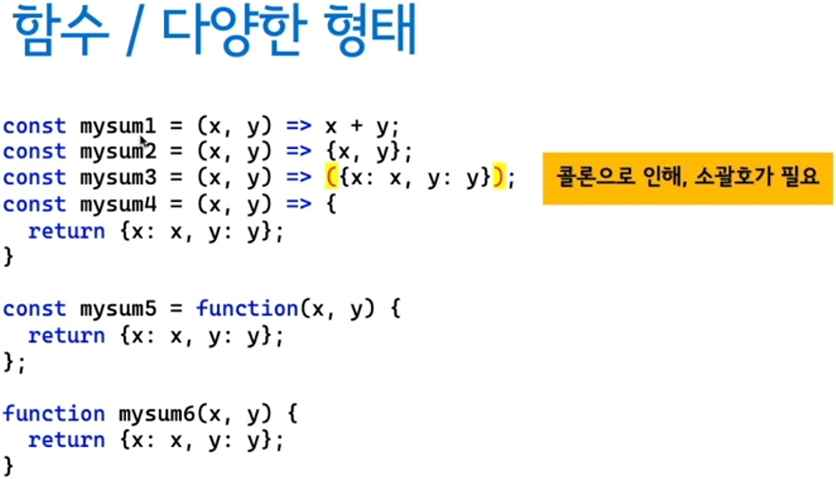 함수 / 다양한 형태
const mysum1 = (x, y) => x + y;
const mysum2 = (x, y) => {x, y};
const mysum3 = (x, y) => ({x: x, y: y});
콜론으로 인해, 소괄호가 필요
const mysum4 = (x, y) => {
  return {x: x, y: y};
}
const mysum5 = function(x, y) {
  return {x: x, y: y};
};
function mysum6(x, y) {
  return {x: x, y: y};
}